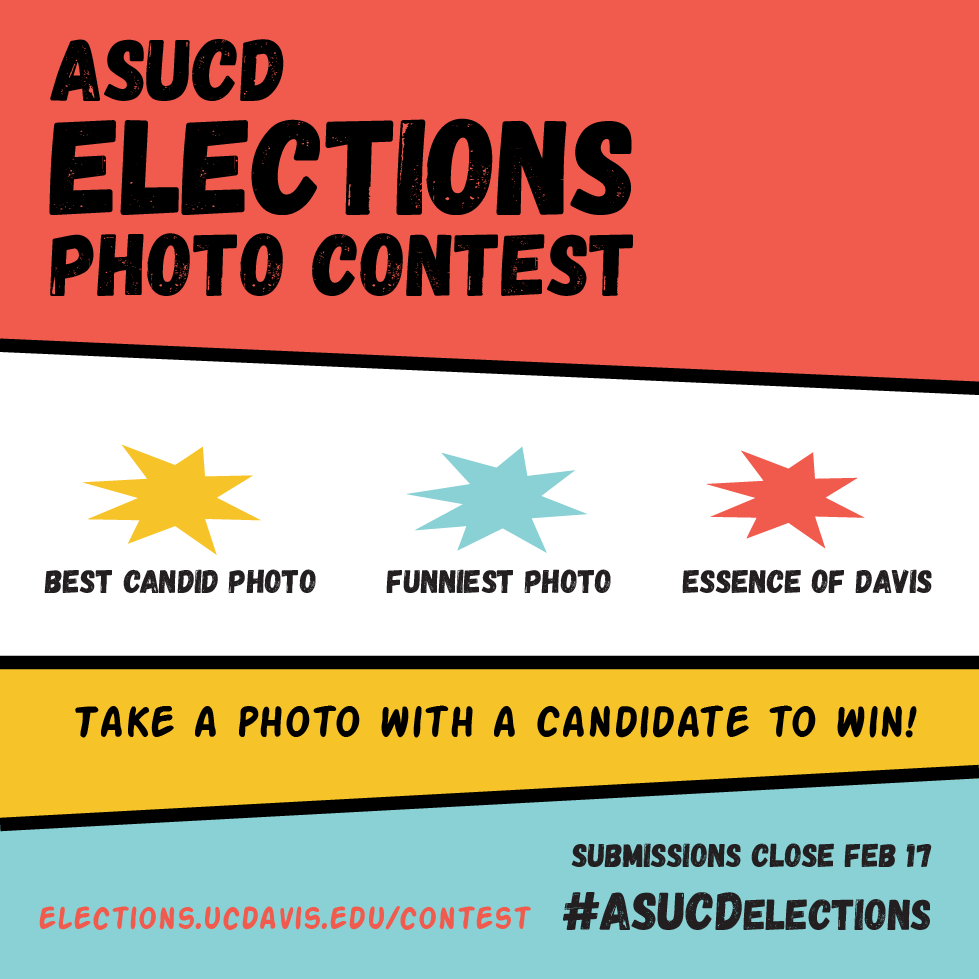 ASUCD
ELECTIONS
PHOTO CONTEST
BEST CANDID PHOTO
FUNNIEST PHOTO
ESSENCE OF DAVIS
TAKE A PHOTO WITH A CANDIDATE TO WIN!
SUBMISSIONS CLOSE FEB 17
ELECTIONS.UCDAVIS.EDU/CONTEST
#ASUCDELECTIONS